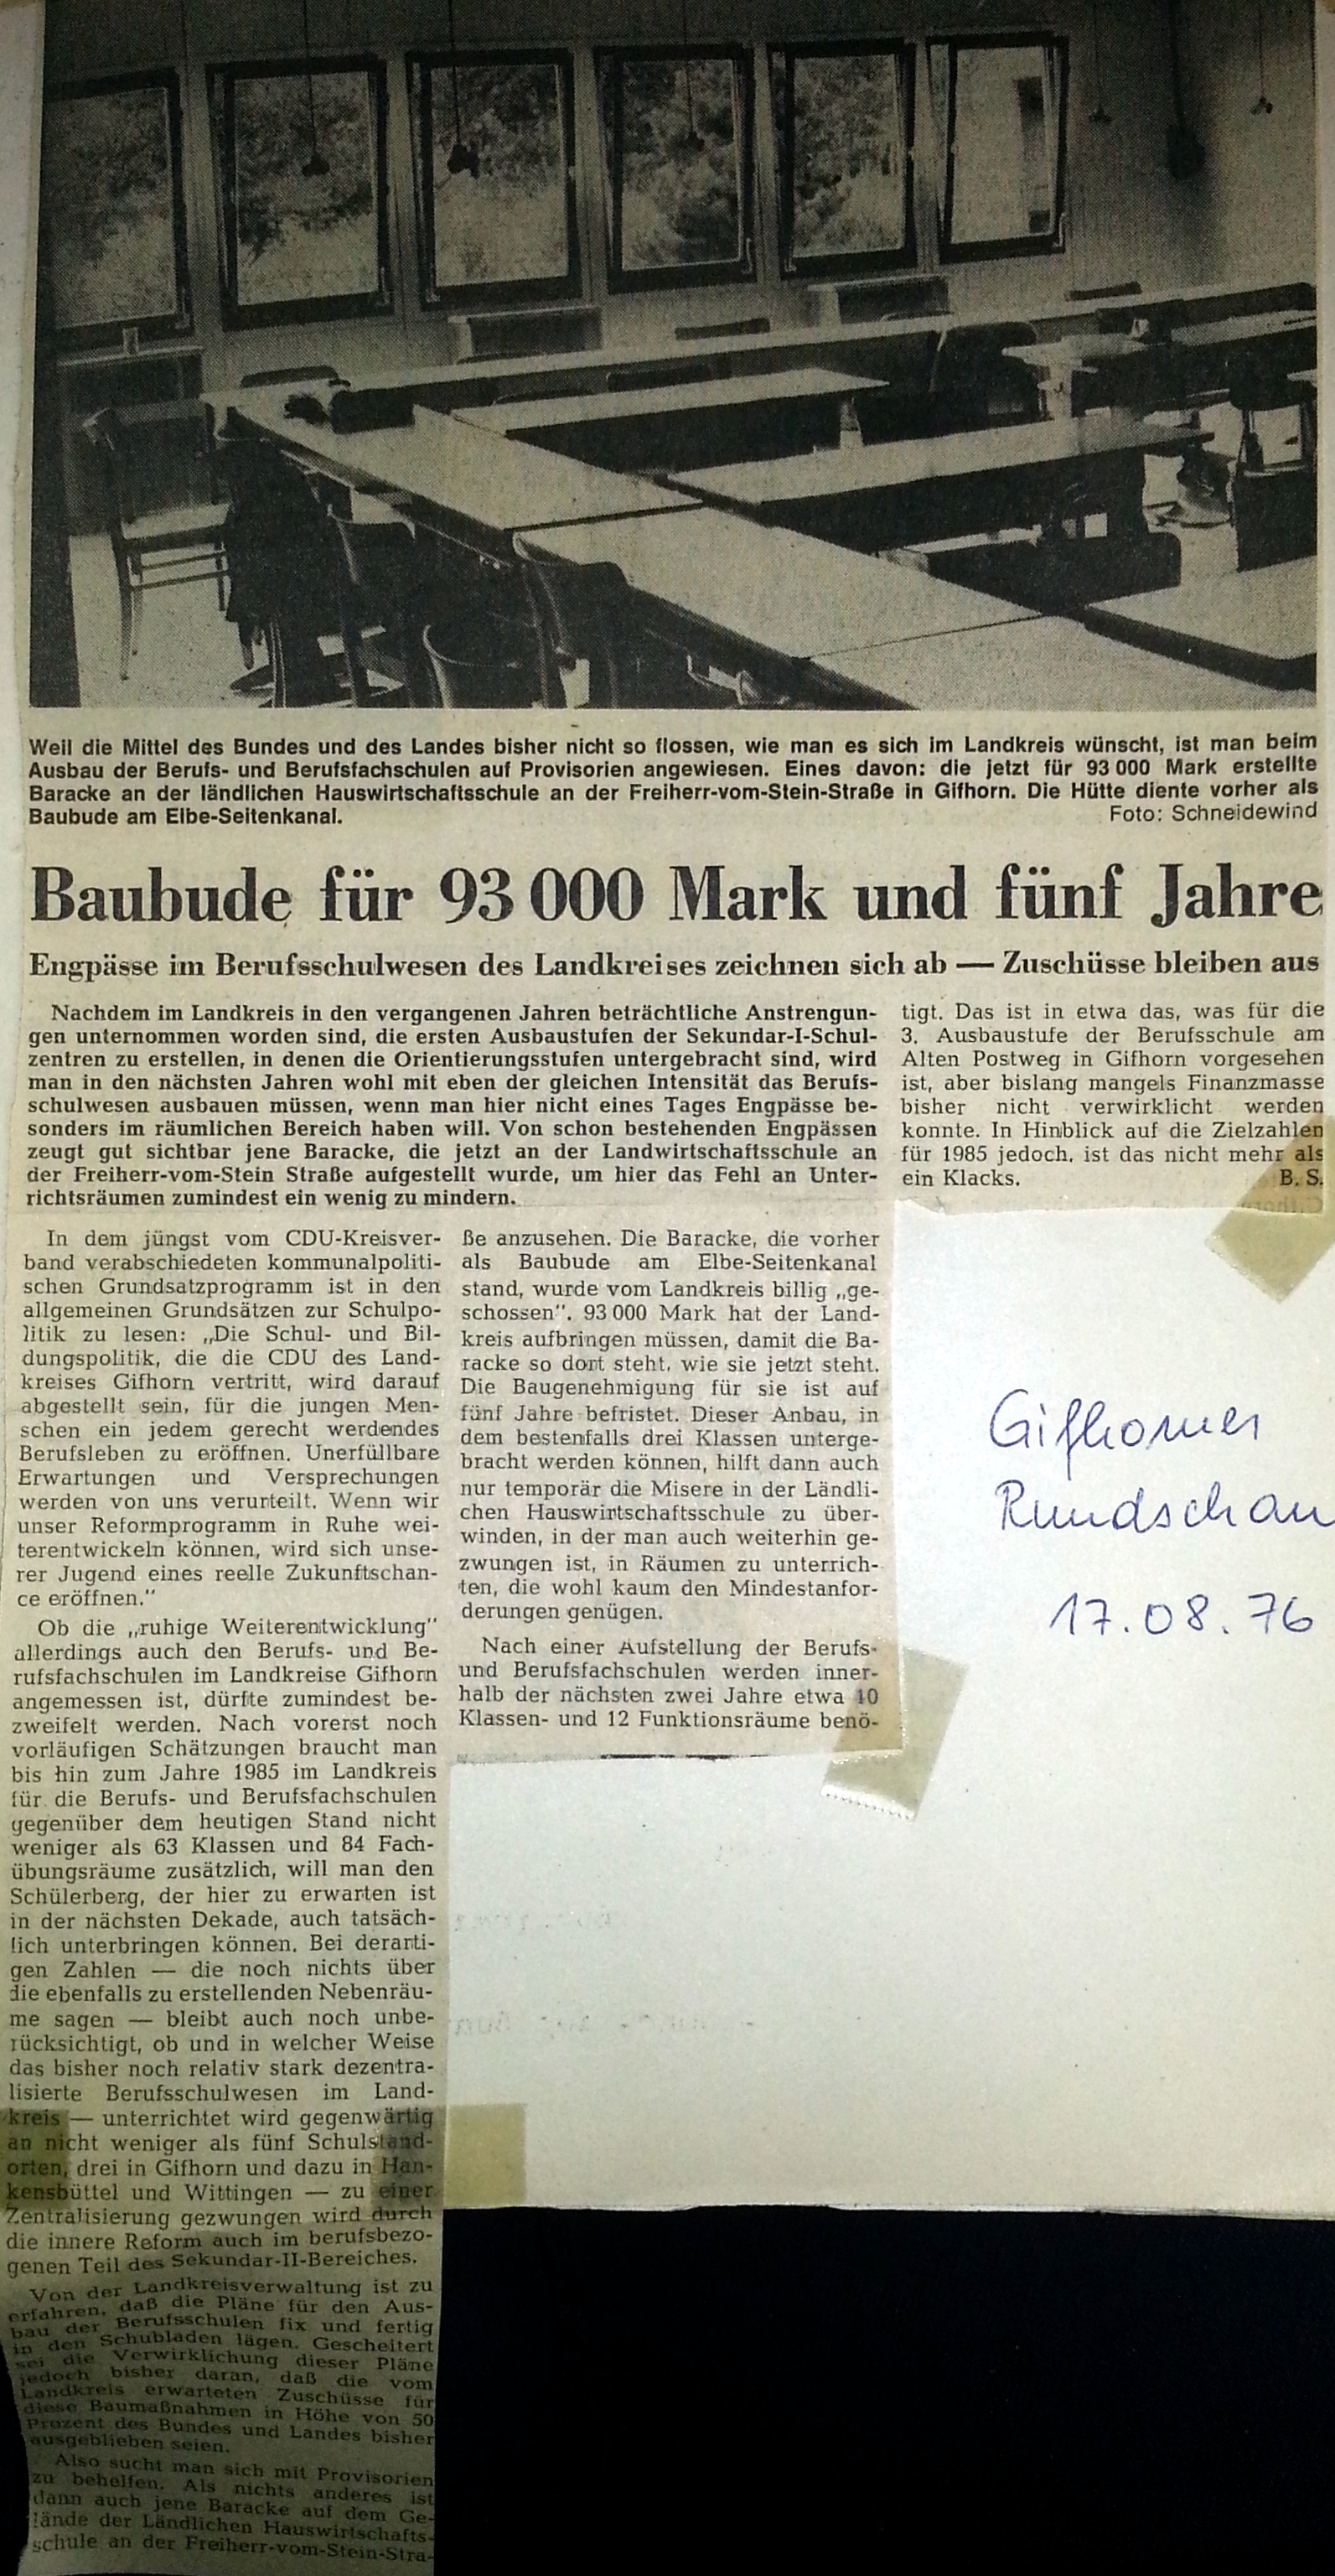 Weil die Mittel des Bundes und des Landes bisher nicht so flossen, wie man es sich im Landkreis wünscht, ist man beim
Ausbau der Berufs- und Berufsfachschulen auf Provisorien angewiesen. Eines davon: die jetzt für 93 000 Mark erstellte
Baracke an der ländlichen Hauswirtschaftsschule an der Freiherr-vom-Stein-Straße in Gifhorn. Die Hütte diente vorher als
Baubude am Elbe-Seitenkanal. Foto: Schneidewind
Baubude für 93 000 Mark und fünf Jahre
Engpässe im Berufsschulwesen des Landkreises zeichnen sich ab — Zuschüsse bleiben aus
Nachdem im Landkreis in den vergangenen Jahren beträchtliche Anstrengun-
gen unternommen worden sind, die ersten Ausbaustufen der Sekundar-I-Schul-
zentren zu erstellen, in denen die Orientierungsstufen untergebracht sind, wird
man in den nächsten Jahren wohl mit eben der gleichen Intensität das Berufs-
schulwesen ausbauen müssen, wenn man hier nicht eines Tages Engpässe be-
sonders im räumlichen Bereich haben will. Von schon bestehenden Engpässen
zeugt gut sichtbar jene Baracke, die jetzt an der Landwirtschaftsschule an
der Freiherr-vom-Stein Straße aufgestellt wurde, um hier das Fehl an Unter-
richtsräumen zumindest ein wenig zu mindern.
In dem jüngst vom CDU-Kreisver-
band verabschiedeten kommunalpoliti-
schen Grundsatzprogramm ist in den
allgemeinen Grundsätzen zur Schulpo-
litik zu lesen: „Die Schul- und Bil-
dungspolitik, die die CDU des Land-
kreises Gifhorn vertritt, wird darauf
abgestellt sein, für die jungen Men-
schen ein jedem gerecht werdendes
Berufsleben zu eröffnen. Unerfüllbare
Erwartungen und Versprechungen
werden von uns verurteilt. Wenn wir
unser Reformprogramm in Ruhe wei-
terentwickeln können, wird sich unse-
rer Jugend eines reelle Zukunftschan-
ce eröffnen."
Ob die „ruhige Weiterentwicklung"
allerdings auch den Berufs- und Be-
rufsfachschulen im Landkreise Gifhorn
angemessen ist, dürfte zumindest be-
zweifelt werden. Nach vorerst noch
vorläufigen Schätzungen braucht man
bis hin zum Jahre 1985 im Landkreis
für die Berufs- und Berufsfachschulen
gegenüber dem heutigen Stand nicht
weniger als 63 Klassen und 84 Fach-
übungsräume zusätzlich, will man den
Schülerberg, der hier zu erwarten ist
in der nächsten Dekade, auch tatsäch-
lich unterbringen können. Bei derarti-
gen Zahlen — die noch nichts über
die ebenfalls zu erstellenden Nebenräu-
me sagen — bleibt auch noch unbe-
rücksichtigt, ob und in welcher Weise
das bisher noch relativ stark dezentra-
lisierte Berufsschulwesen im Land-
kreis — unterrichtet wird gegenwärtig
an nicht weniger als fünf Schulstand-
orten, drei in Gifhorn und dazu in Han-
kensbüttel und Wittingen — zu einer
Zentralisierung gezwungen wird durch
die innere Reform auch im berufsbezo-
genen Teil des Sekundar-II-Bereiches.
Von der Landkreisverwaltung ist zu
erfahren, daß die Pläne für den Aus-
bau der Berufsschulen fix und fertig
in den Schubladen lägen. Gescheitert
sei die Verwirklichung dieser Pläne
jedoch bisher daran, daß die vom
Landkreis erwarteten Zuschüsse für
diese Baumaßnahmen in Höhe von 50
Prozent des Bundes und Landes bisher
ausgeblieben seien.
Also sucht man sich mit Provisorien
zu behelfen. Als nichts anderes ist
dann auch jene Baracke auf dem Ge-
lände der Ländlichen Hauswirtschafts-
schule an der Freiherr-vom-Stein-Stra-
ße anzusehen. Die Baracke, die vorher
als Baubude am Elbe-Seitenkanal
stand, wurde vom Landkreis billig „ge-
schossen". 93 000 Mark hat der Land-
kreis aufbringen müssen, damit die Ba-
racke so dort steht, wie sie jetzt steht.
Die Baugenehmigung für sie ist auf
fünf Jahre befristet. Dieser Anbau, in
dem bestenfalls drei Klassen unterge-
bracht werden können, hilft dann auch
nur temporär die Misere in der Ländli-
chen Hauswirtschaftsschule zu über-
winden, in der man auch weiterhin ge-
zwungen ist, in Räumen zu unterrich-
ten, die wohl kaum den Mindestanfor-
derungen genügen.
Nach einer Aufstellung der Berufs-
und Berufsfachschulen werden inner-
halb der nächsten zwei Jahre etwa 10
Klassen- und 12 Funktionsräume benö-
tigt. Das ist in etwa das, was für die
3. Ausbaustufe der Berufsschule am
Alten Postweg in Gifhorn vorgesehen
ist, aber bislang mangels Finanzmasse
bisher nicht verwirklicht werden
konnte. In Hinblick auf die Zielzahlen
für 1985 jedoch, ist das nicht mehr als
ein Klacks. B. S.
Gifhorner
Rundschau
17.08.76